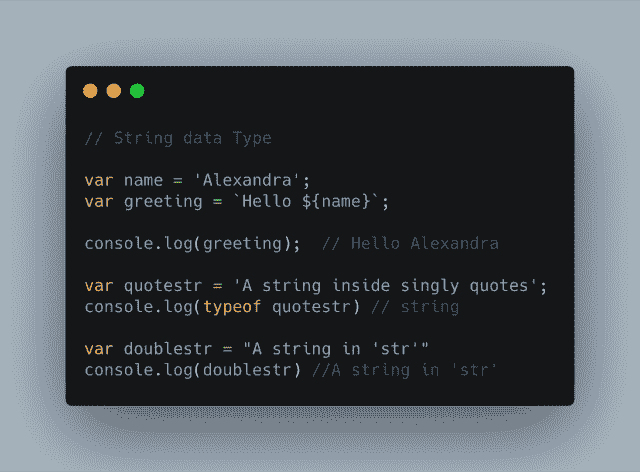 // String data Type
var name = 'Alexandra';
var greeting = `Hello ${name}`;
console.log(greeting);  // Hello Alexandra
var quotestr = 'A string inside singly quotes';
console.log(typeof quotestr) // string
var doublestr = "A string in 'str'"
console.log(doublestr) //A string in 'str'